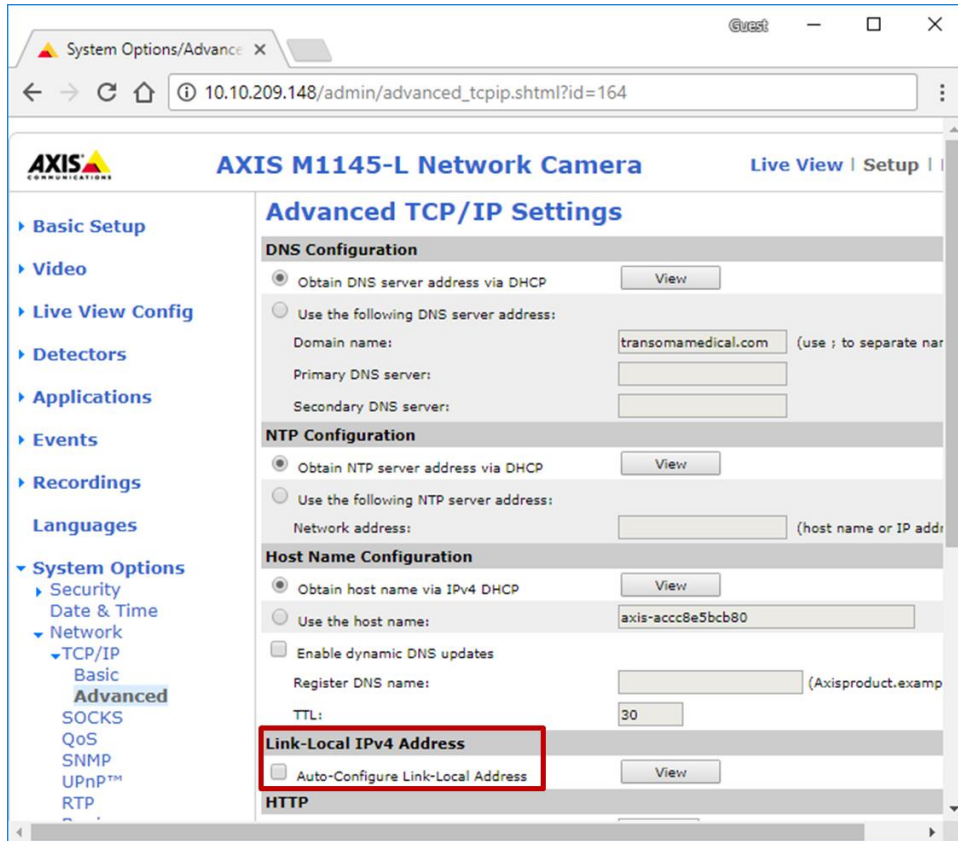 Guest
System Options/Advance
10.10.209.148/admin/advanced_tcpip.shtml?id=164
AXIS
COMMUNICATIONS
AXIS M1145-L Network Camera
Live View | Setup |
Basic Setup
Video
Live View Config
Detectors
Applications
Events
Recordings
Languages
System Options
Security
Date & Time
Network
TCP/IP
Basic
Advanced
SOCKS
QoS
SNMP
UPnP™
RTP
Advanced TCP/IP Settings
DNS Configuration
Obtain DNS server address via DHCP View
Use the following DNS server address:
Domain name: transomamedical.com (use ; to separate nar
Primary DNS server:
Secondary DNS server:
NTP Configuration
Obtain NTP server address via DHCP View
Use the following NTP server address:
Network address: (host name or IP addr
Host Name Configuration
Obtain host name via IPv4 DHCP View
Use the host name: axis-accc8e5bcb80
Enable dynamic DNS updates
Register DNS name: (Axisproduct.examp
TTL: 30
Link-Local IPv4 Address
Auto-Configure Link-Local Address View
HTTP